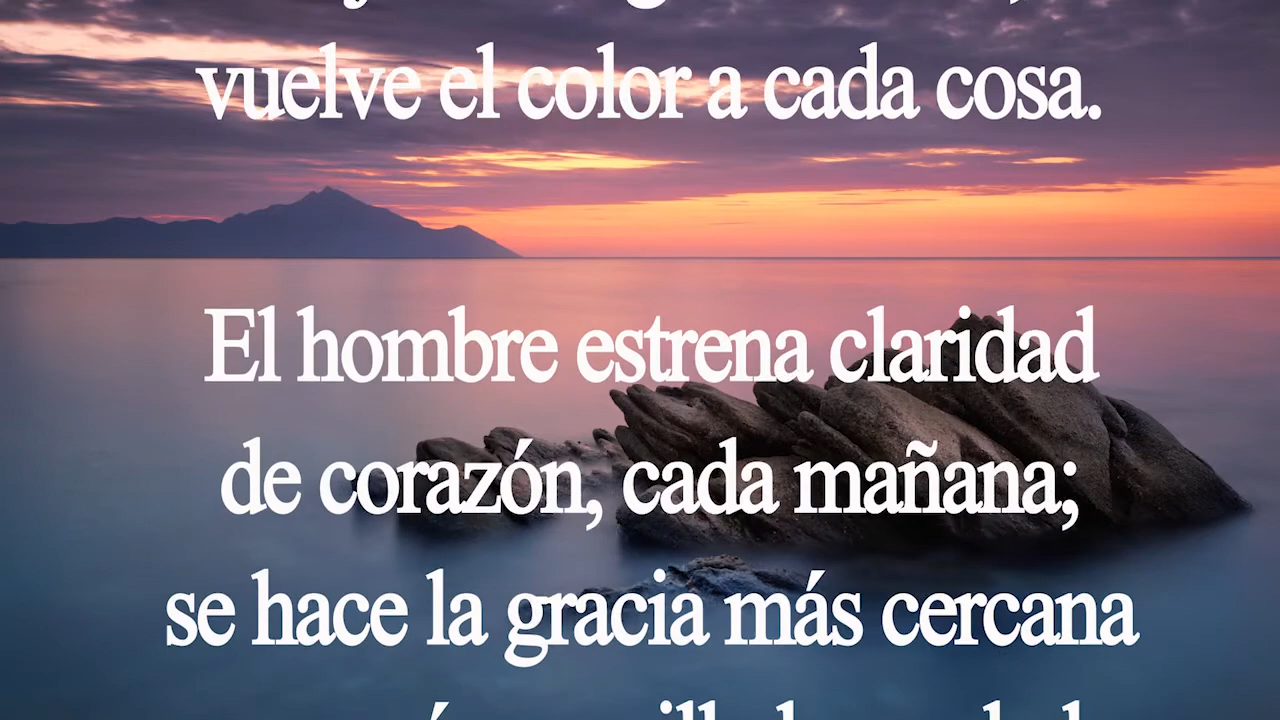 vuelve el color a cada cosa.
El hombre estrena claridad
de corazón, cada mañana;
se hace la gracia más cercana